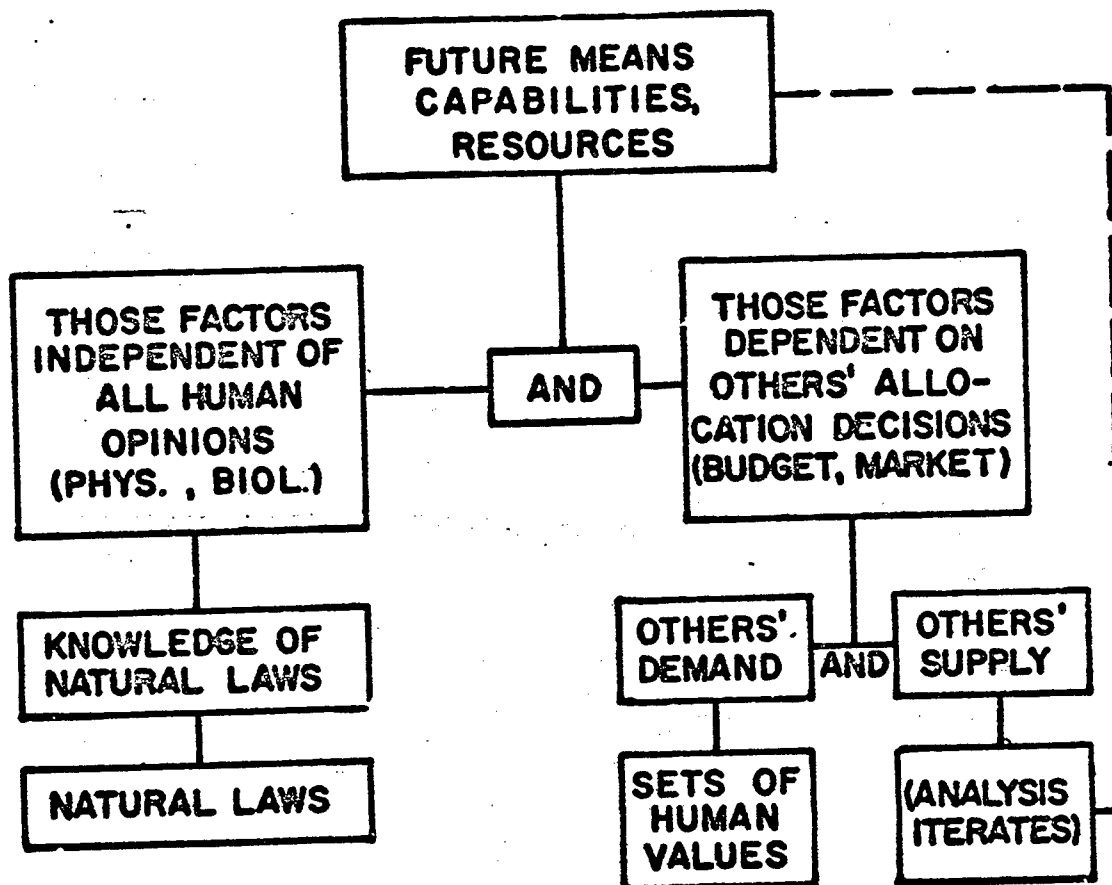 FUTURE MEANS
CAPABILITIES,
RESOURCES
THOSE FACTORS
INDEPENDENT OF
ALL HUMAN
OPINIONS
(PHYS. , BIOL.)
AND
THOSE FACTORS
DEPENDENT ON
OTHERS' ALLO-
CATION DECISIONS
(BUDGET, MARKET)
KNOWLEDGE OF
NATURAL LAWS
NATURAL LAWS
OTHERS'
DEMAND
AND
OTHERS'
SUPPLY
SETS OF
HUMAN
VALUES
(ANALYSIS
ITERATES)